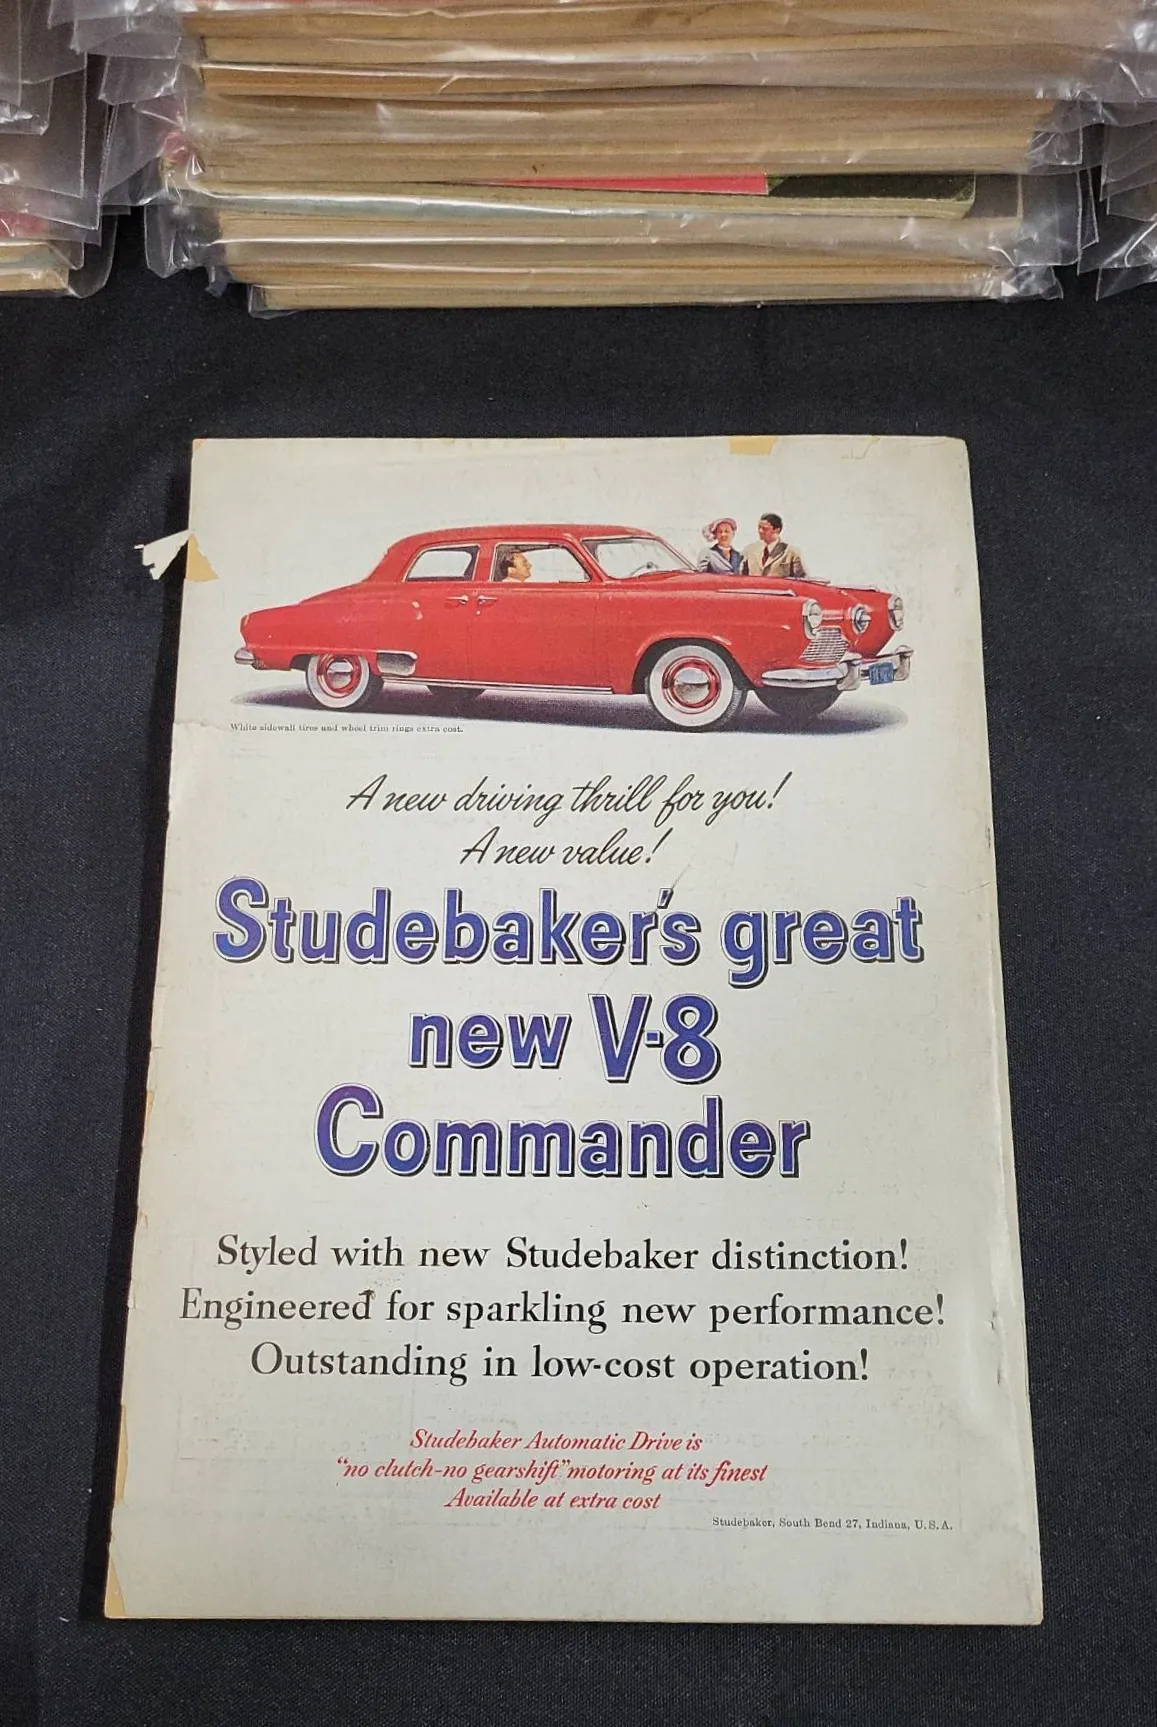 White sidewall tires and wheel trim rings extra cost.
A new driving thrill for you!
A new value!
Studebaker's great
new V-8
Commander
Styled with new Studebaker distinction!
Engineered for sparkling new performance!
Outstanding in low-cost operation!
Studebaker Automatic Drive is
“no clutch-no gearshift” motoring at its finest
Available at extra cost
Studebaker, South Bend 27, Indiana, U.S.A.